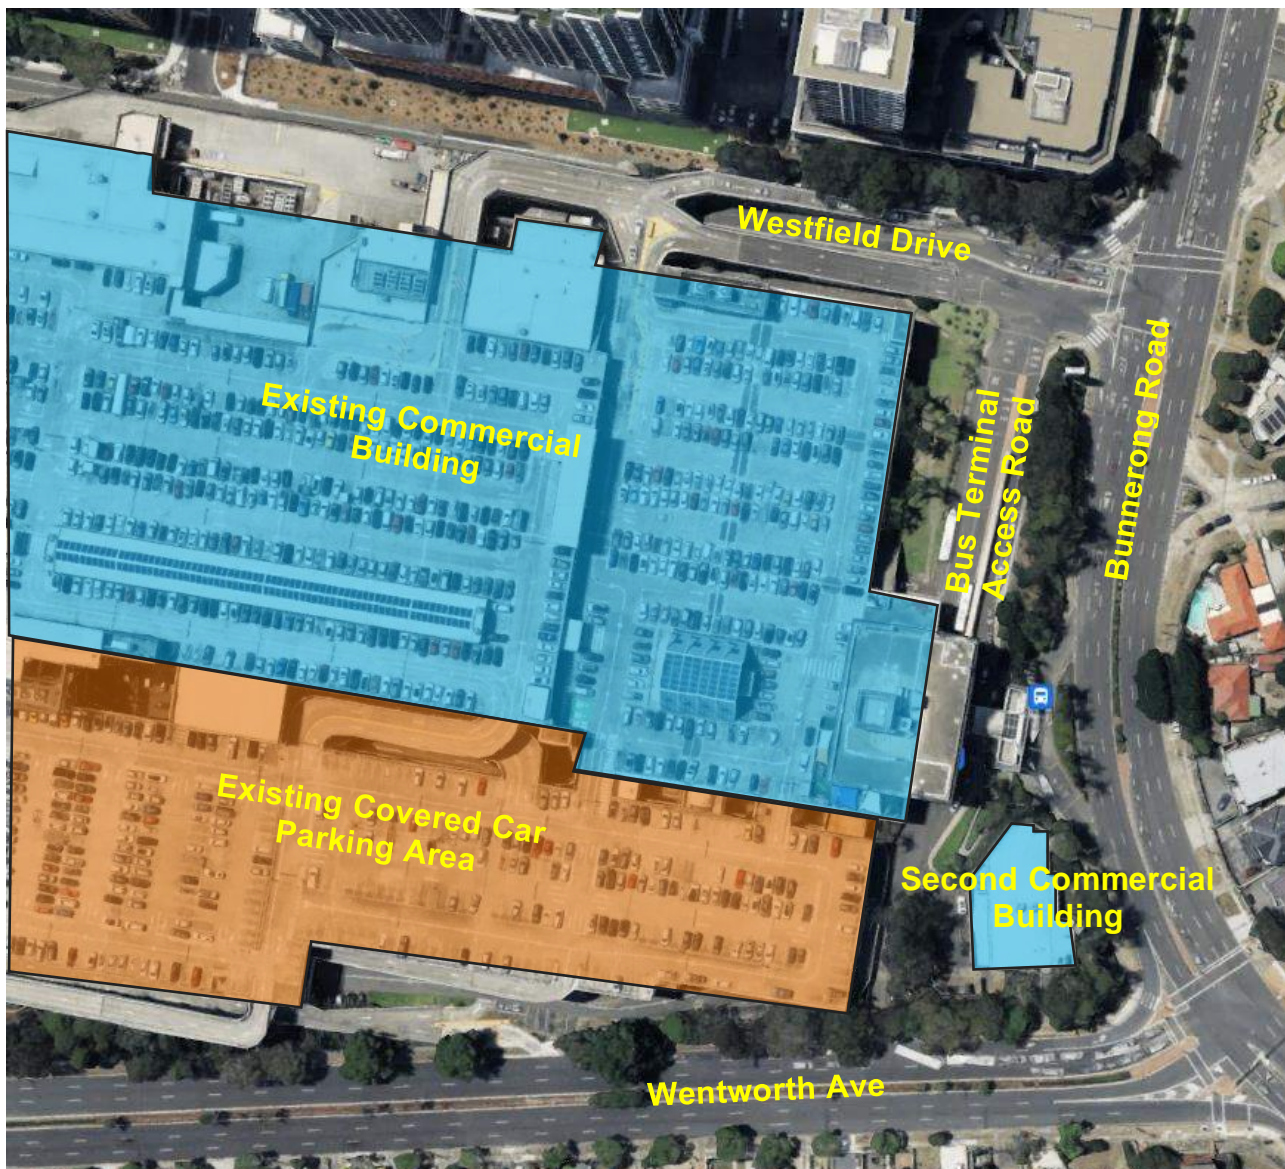 Westfield Drive
Existing Commercial
Building
Bus Terminal
Access Road
Bunnerong Road
Existing Covered Car
Parking Area
Second Commercial
Building
Wentworth Ave